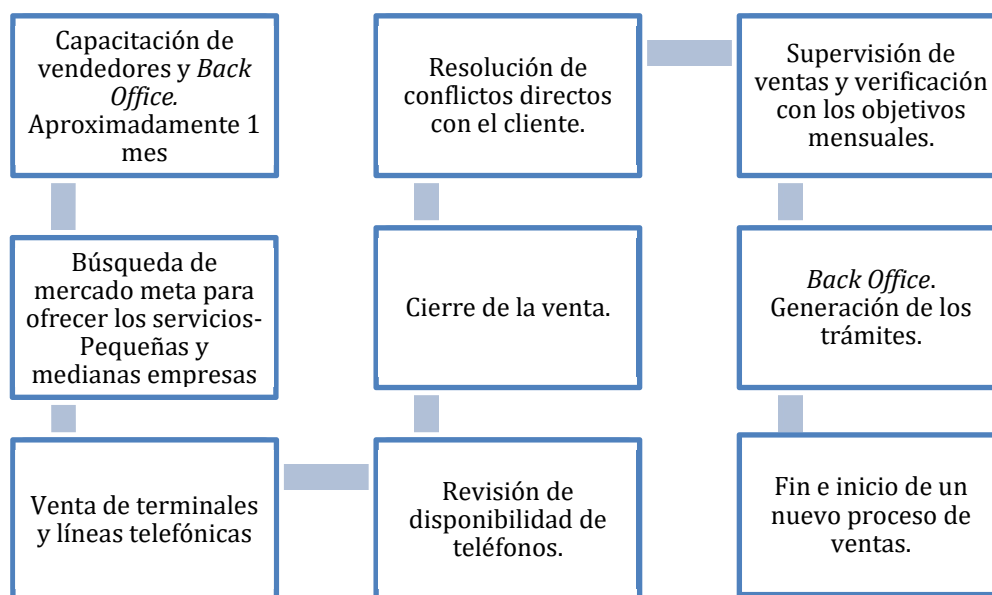 Capacitación de
vendedores y Back
Office.
Aproximadamente 1
mes
Búsqueda de
mercado meta para
ofrecer los servicios-
Pequeñas y
medianas empresas
Venta de terminales
y líneas telefónicas
Revisión de
disponibilidad de
teléfonos.
Cierre de la venta.
Resolución de
conflictos directos
con el cliente.
Supervisión de
ventas y verificación
con los objetivos
mensuales.
Back Office.
Generación de los
trámites.
Fin e inicio de un
nuevo proceso de
ventas.